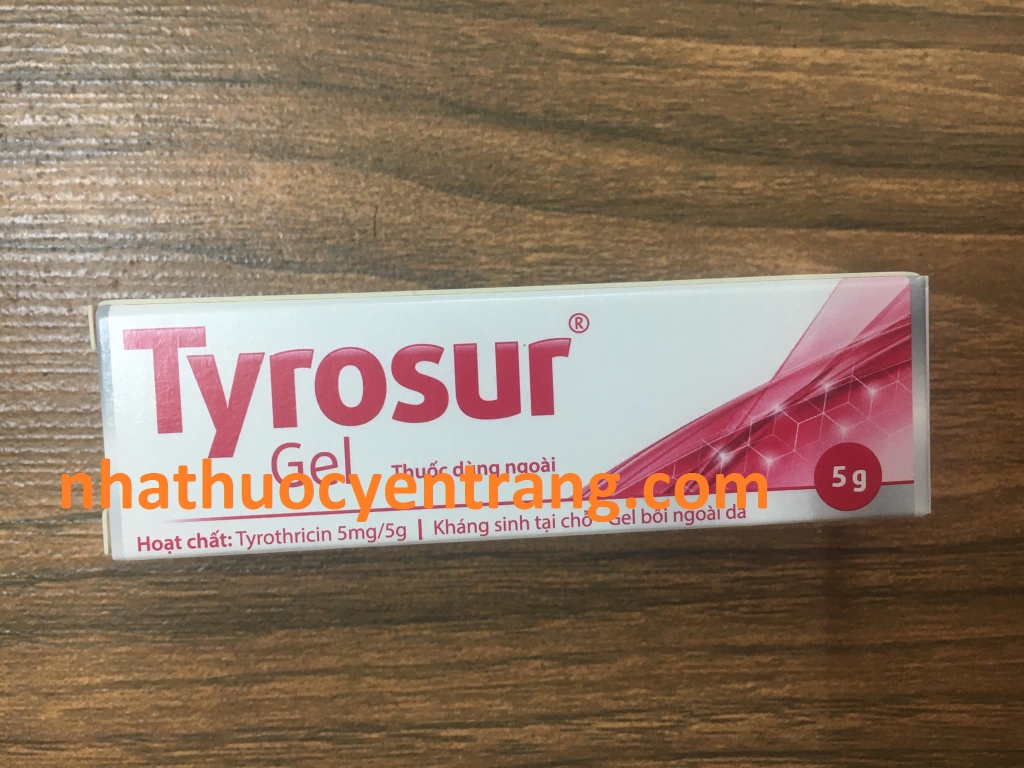 Tyrosur®
Gel
Thuốc dùng ngoài
nhathuocyentrang.com
5 g
Hoạt chất: Tyrothricin 5mg/5g | Kháng sinh tại chỗ - Gel bôi ngoài da